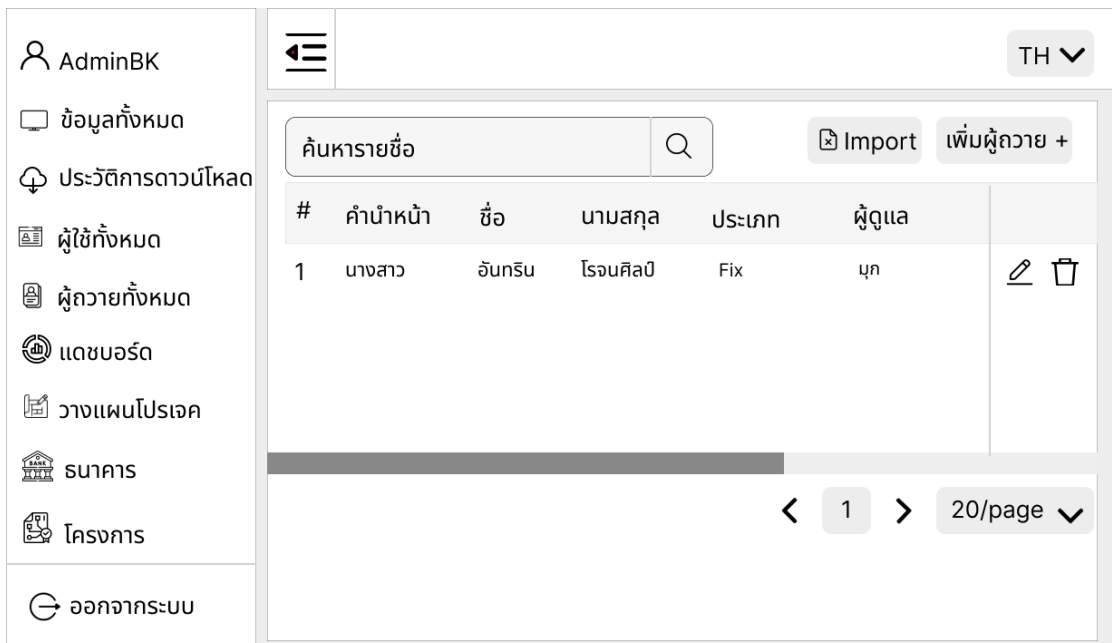 AdminBK
ข้อมูลทั้งหมด
ประวัติการดาวน์โหลด
ผู้ใช้ทั้งหมด
ผู้ถวายทั้งหมด
แดชบอร์ด
วางแผนโปรเจค
BANK
ธนาคาร
โครงการ
ออกจากระบบ
TH
ค้นหารายชื่อ
Import
เพิ่มผู้ถวาย +
# คำนำหน้า ชื่อ นามสกุล ประเภท ผู้ดูแล
1 นางสาว อันทริน โรจนศิลป์ Fix มุก
1
20/page